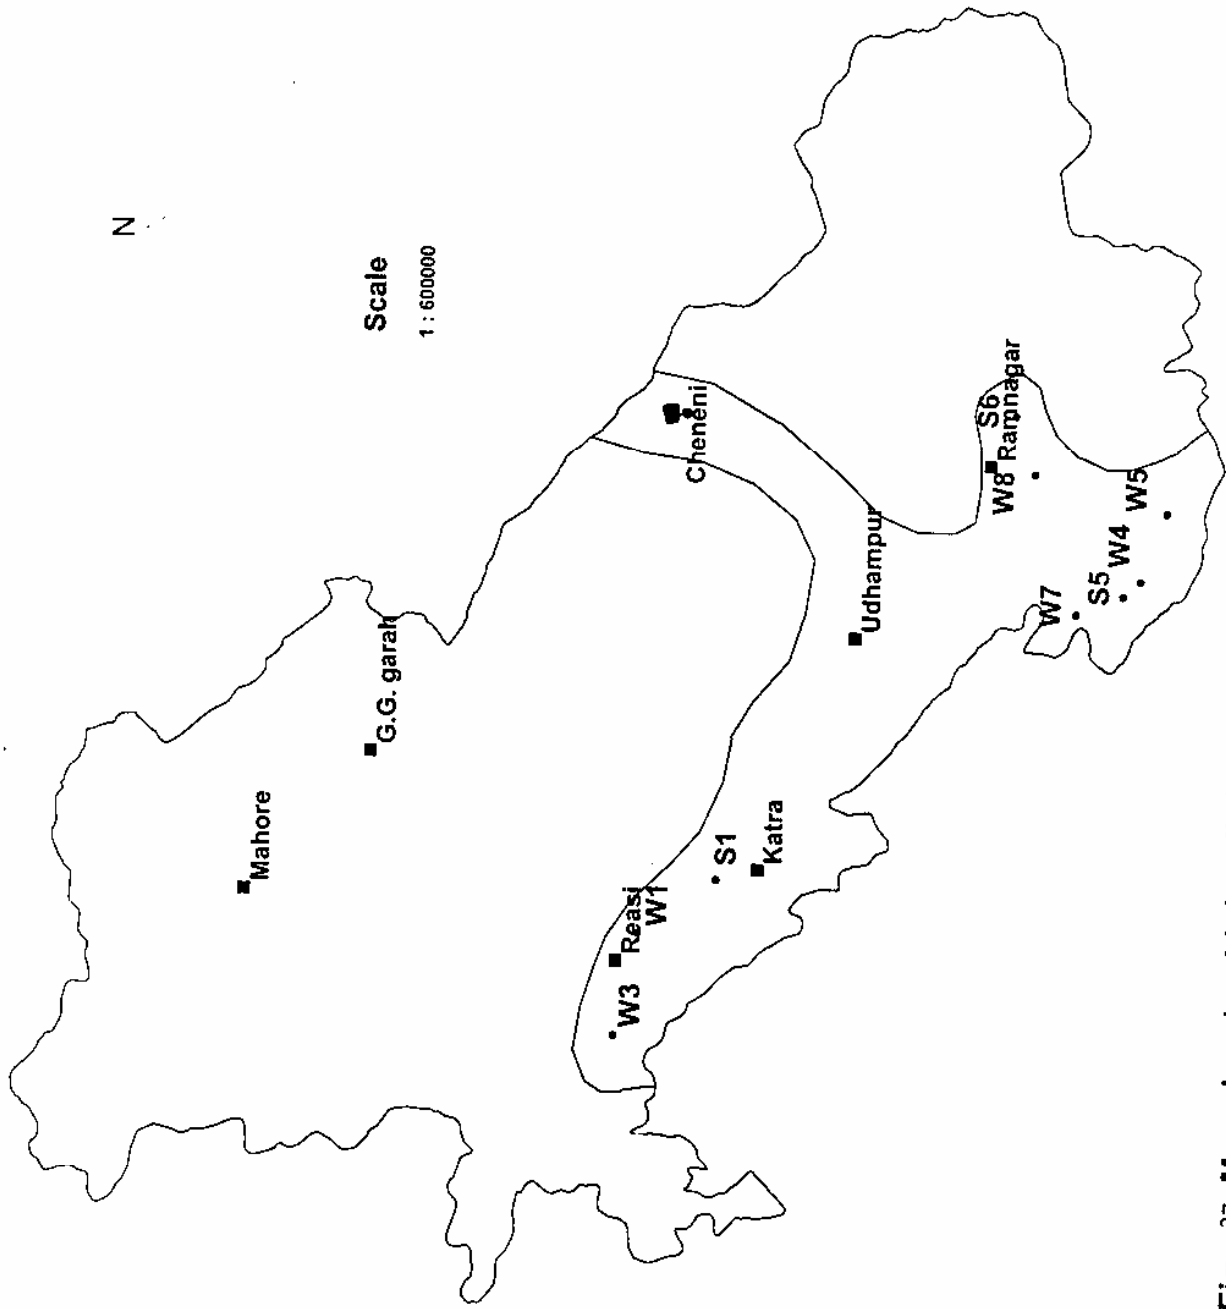 N
Scale
1 : 600000
Mahore
G.G. garah
Cheneni
S6
Ramnagar
W8
Udhampur
W5
W4
S5
W7
S1
Katra
Reasi
W1
W3